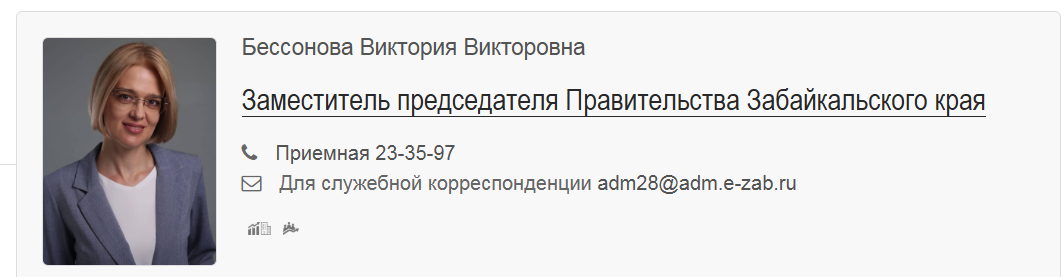 Бессонова Виктория Викторовна
Заместитель председателя Правительства Забайкальского края
Приемная 23-35-97
Для служебной корреспонденции adm28@adm.e-zab.ru